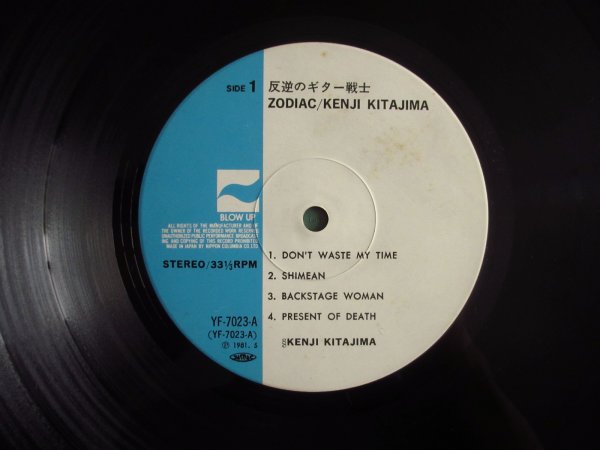 SIDE 1
反逆のギター戦士
ZODIAC/KENJI KITAJIMA
BLOW UP
ALL RIGHTS OF THE MANUFACTURER AND OF
THE OWNER OF THE RECORDED WORK RESERVED
UNAUTHORIZED PUBLIC PERFORMANCE BROADCAST-
ING AND COPYING OF THIS RECORD PROHIBITED
MADE IN JAPAN BY NIPPON COLUMBIA CO.LTD.
STEREO/33⅓RPM
1. DON'T WASTE MY TIME
2. SHIMEAN
3. BACKSTAGE WOMAN
4. PRESENT OF DEATH
KENJI KITAJIMA
YF-7023-A
(YF-7023-A)
Ⓟ 1981. 5